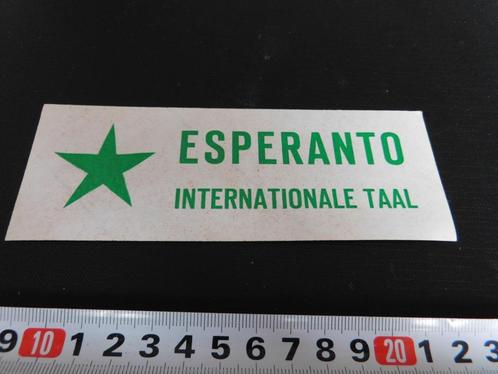 ESPERANTO
INTERNATIONALE TAAL
9 10 1 2 3 4 5 6 7 8 9 20 1 2 3